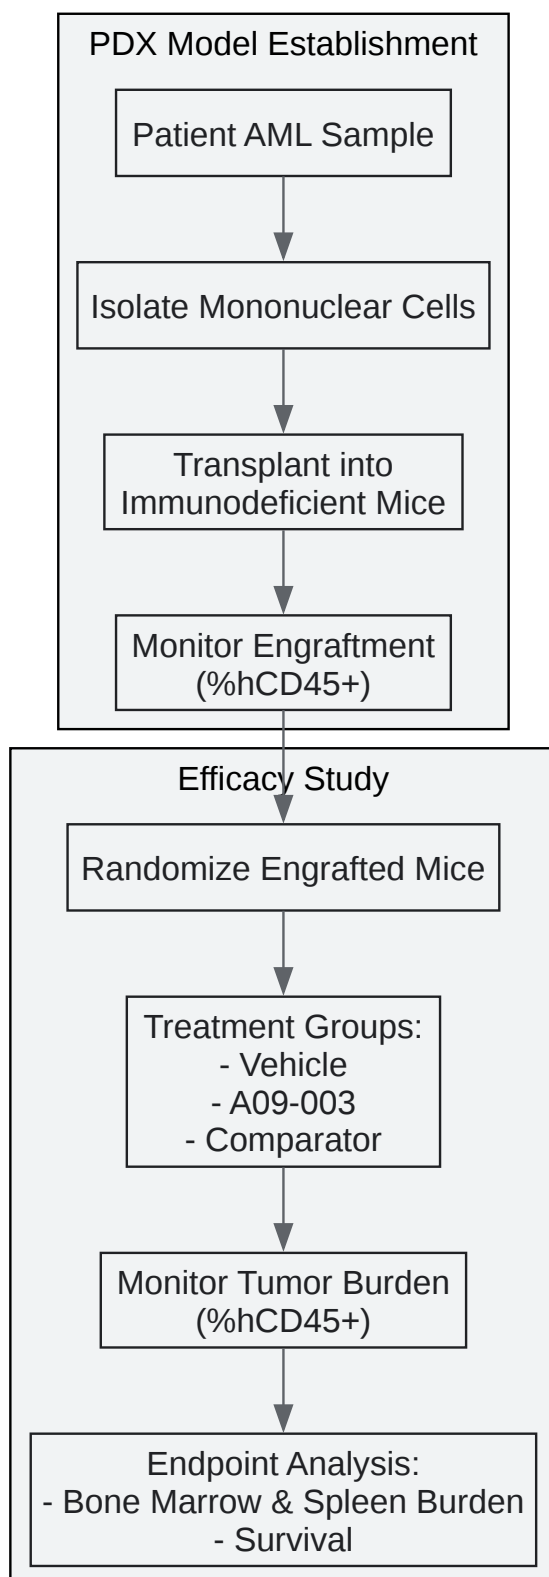 PDX Model Establishment
Patient AML Sample
Isolate Mononuclear Cells
Transplant into
Immunodeficient Mice
Monitor Engraftment
(%hCD45+)
Efficacy Study
Randomize Engrafted Mice
Treatment Groups:
- Vehicle
- A09-003
- Comparator
Monitor Tumor Burden
(%hCD45+)
Endpoint Analysis:
- Bone Marrow & Spleen Burden
- Survival